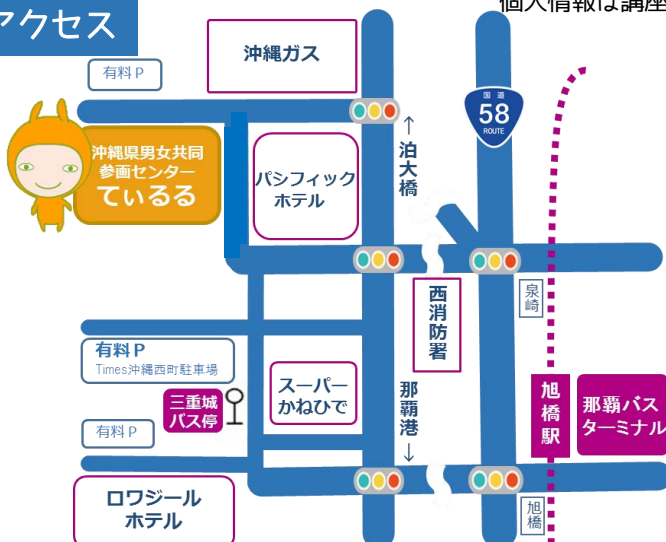 アクセス
個人情報は講座
沖縄ガス
有料P
国道
58
ROUTE
↑泊大橋
沖縄県男女共同
参画センター
てぃるる
パシフィック
ホテル
泉崎
西消防署
有料P
Times沖縄西町駐車場
スーパー
かねひで
三重城
バス停
那覇港↓
旭橋駅
那覇バス
ターミナル
有料P
ロワジール
ホテル
旭橋